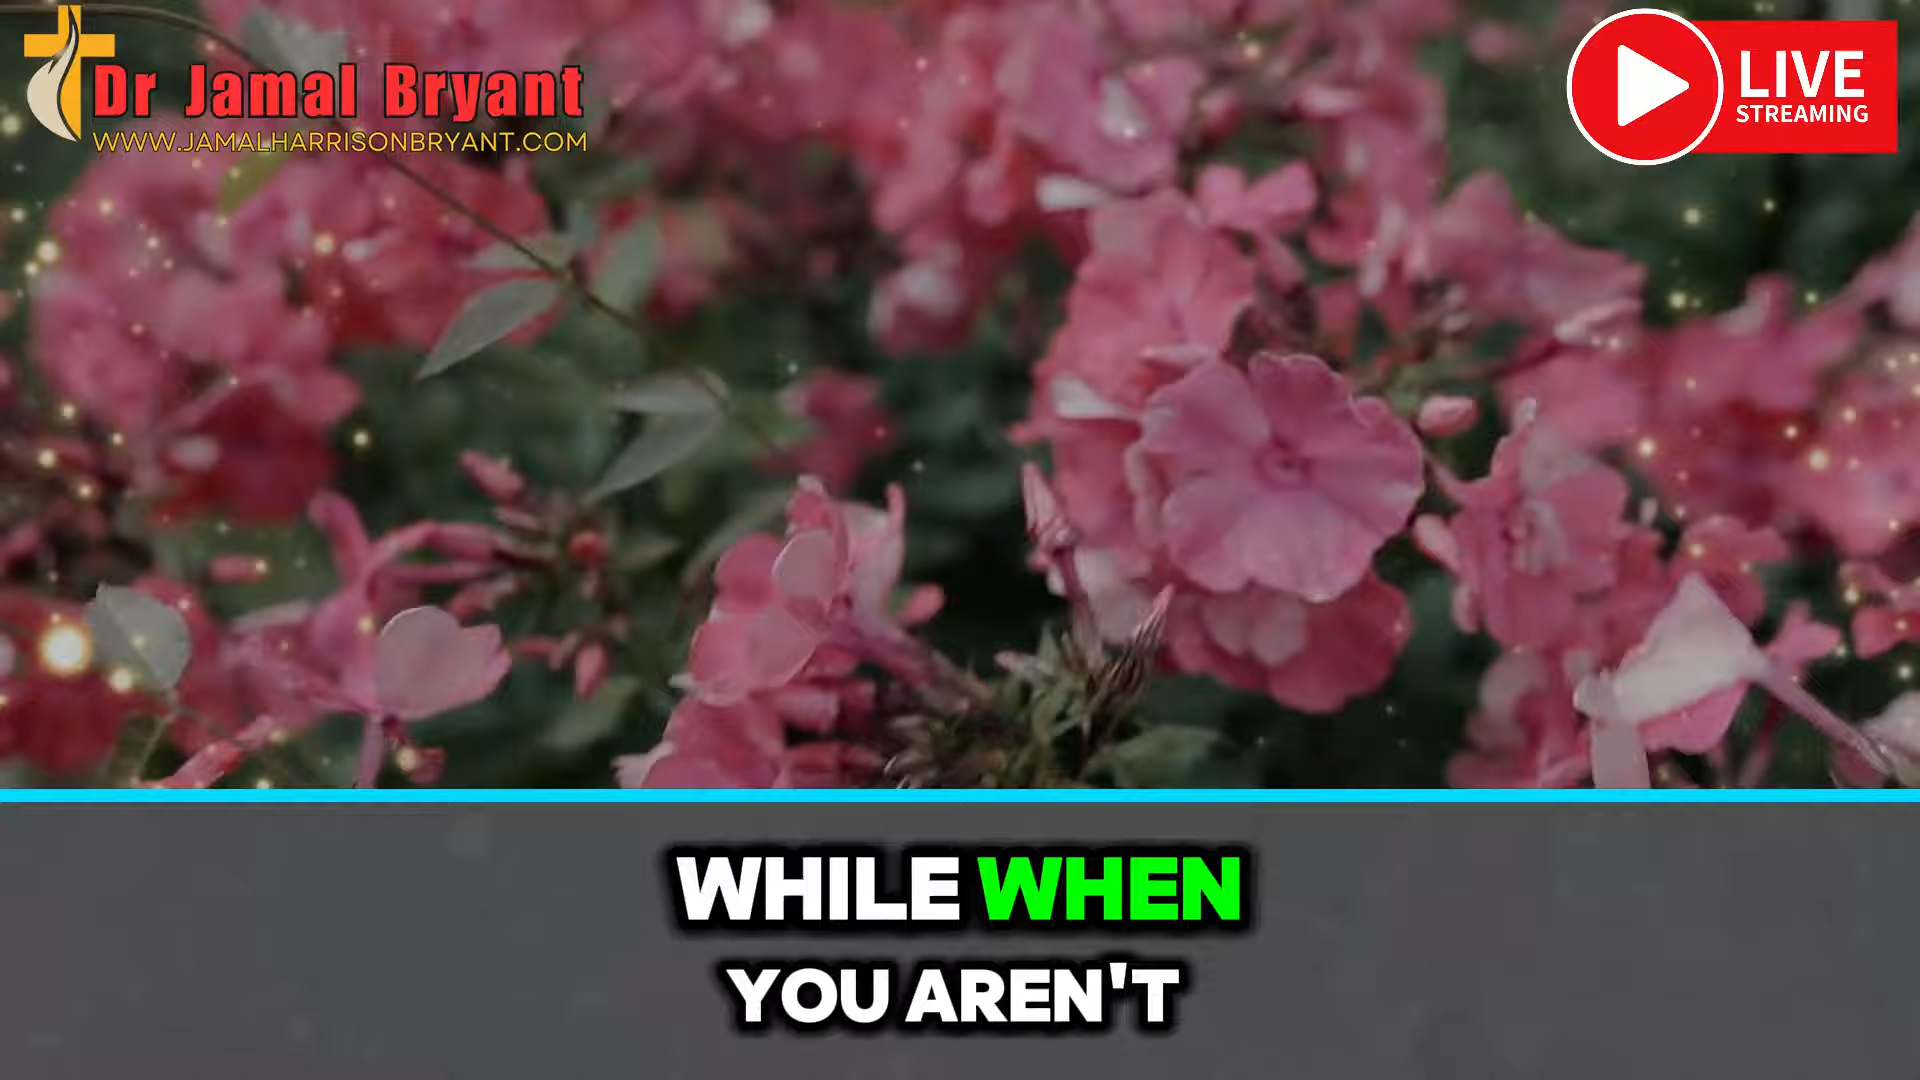 Dr Jamal Bryant
WWW.JAMALHARRISONBRYANT.COM
LIVE
STREAMING
WHILE WHEN
YOU AREN'T